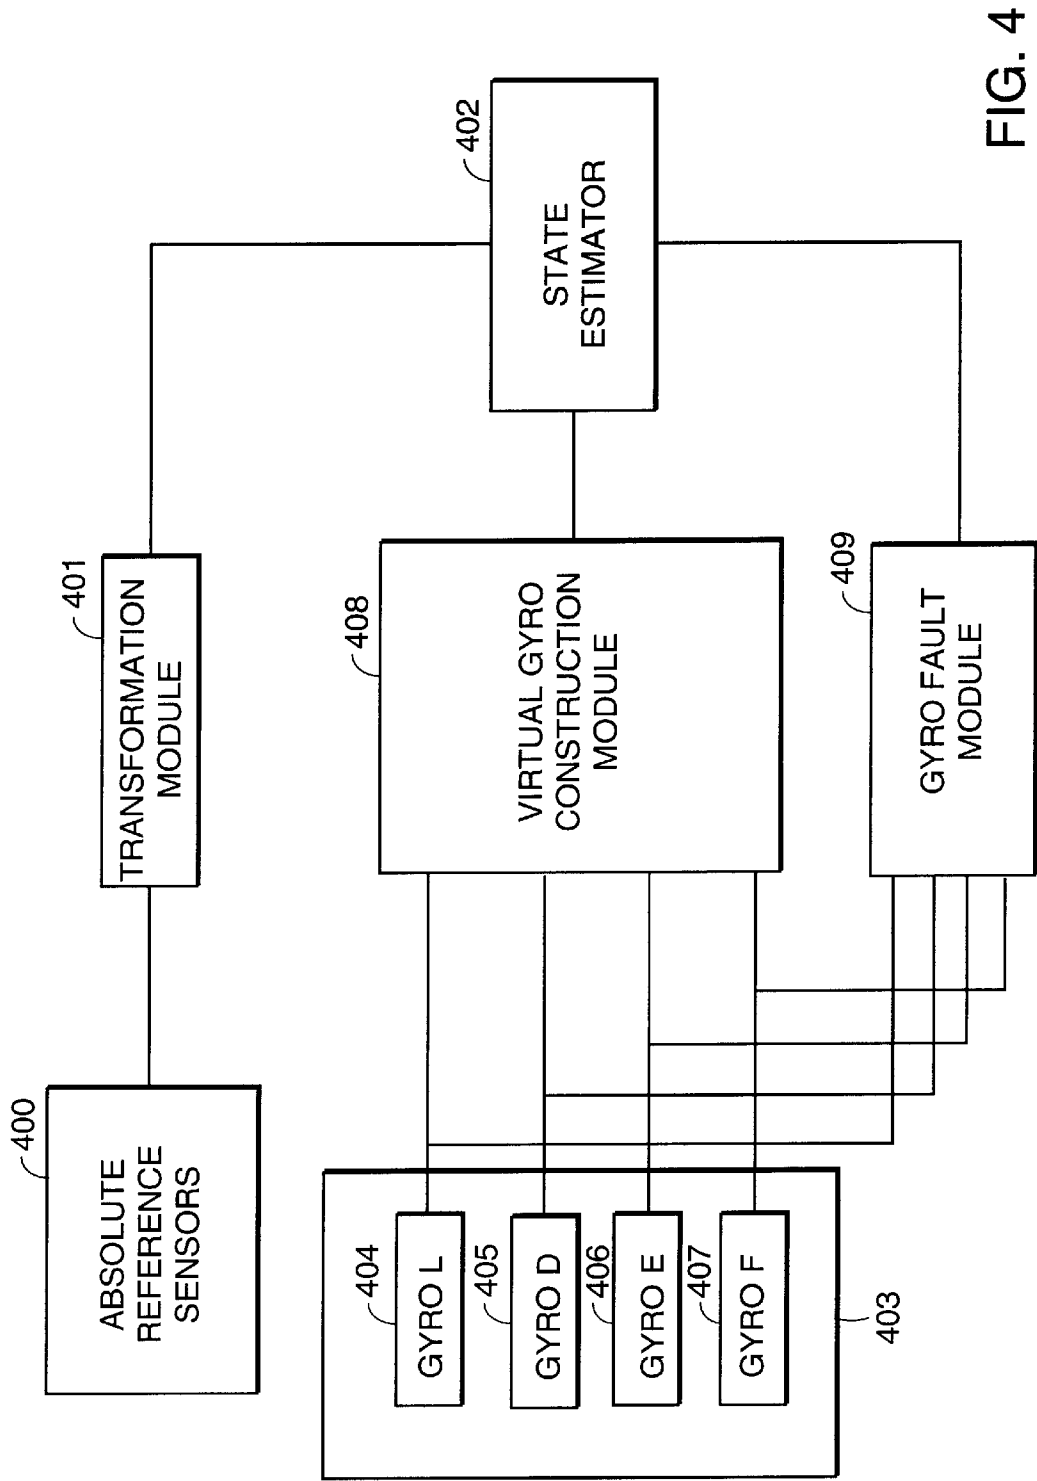 400
ABSOLUTE
REFERENCE
SENSORS
401
TRANSFORMATION
MODULE
402
STATE
ESTIMATOR
404
GYRO L
405
GYRO D
406
GYRO E
407
GYRO F
403
408
VIRTUAL GYRO
CONSTRUCTION
MODULE
409
GYRO FAULT
MODULE
FIG. 4